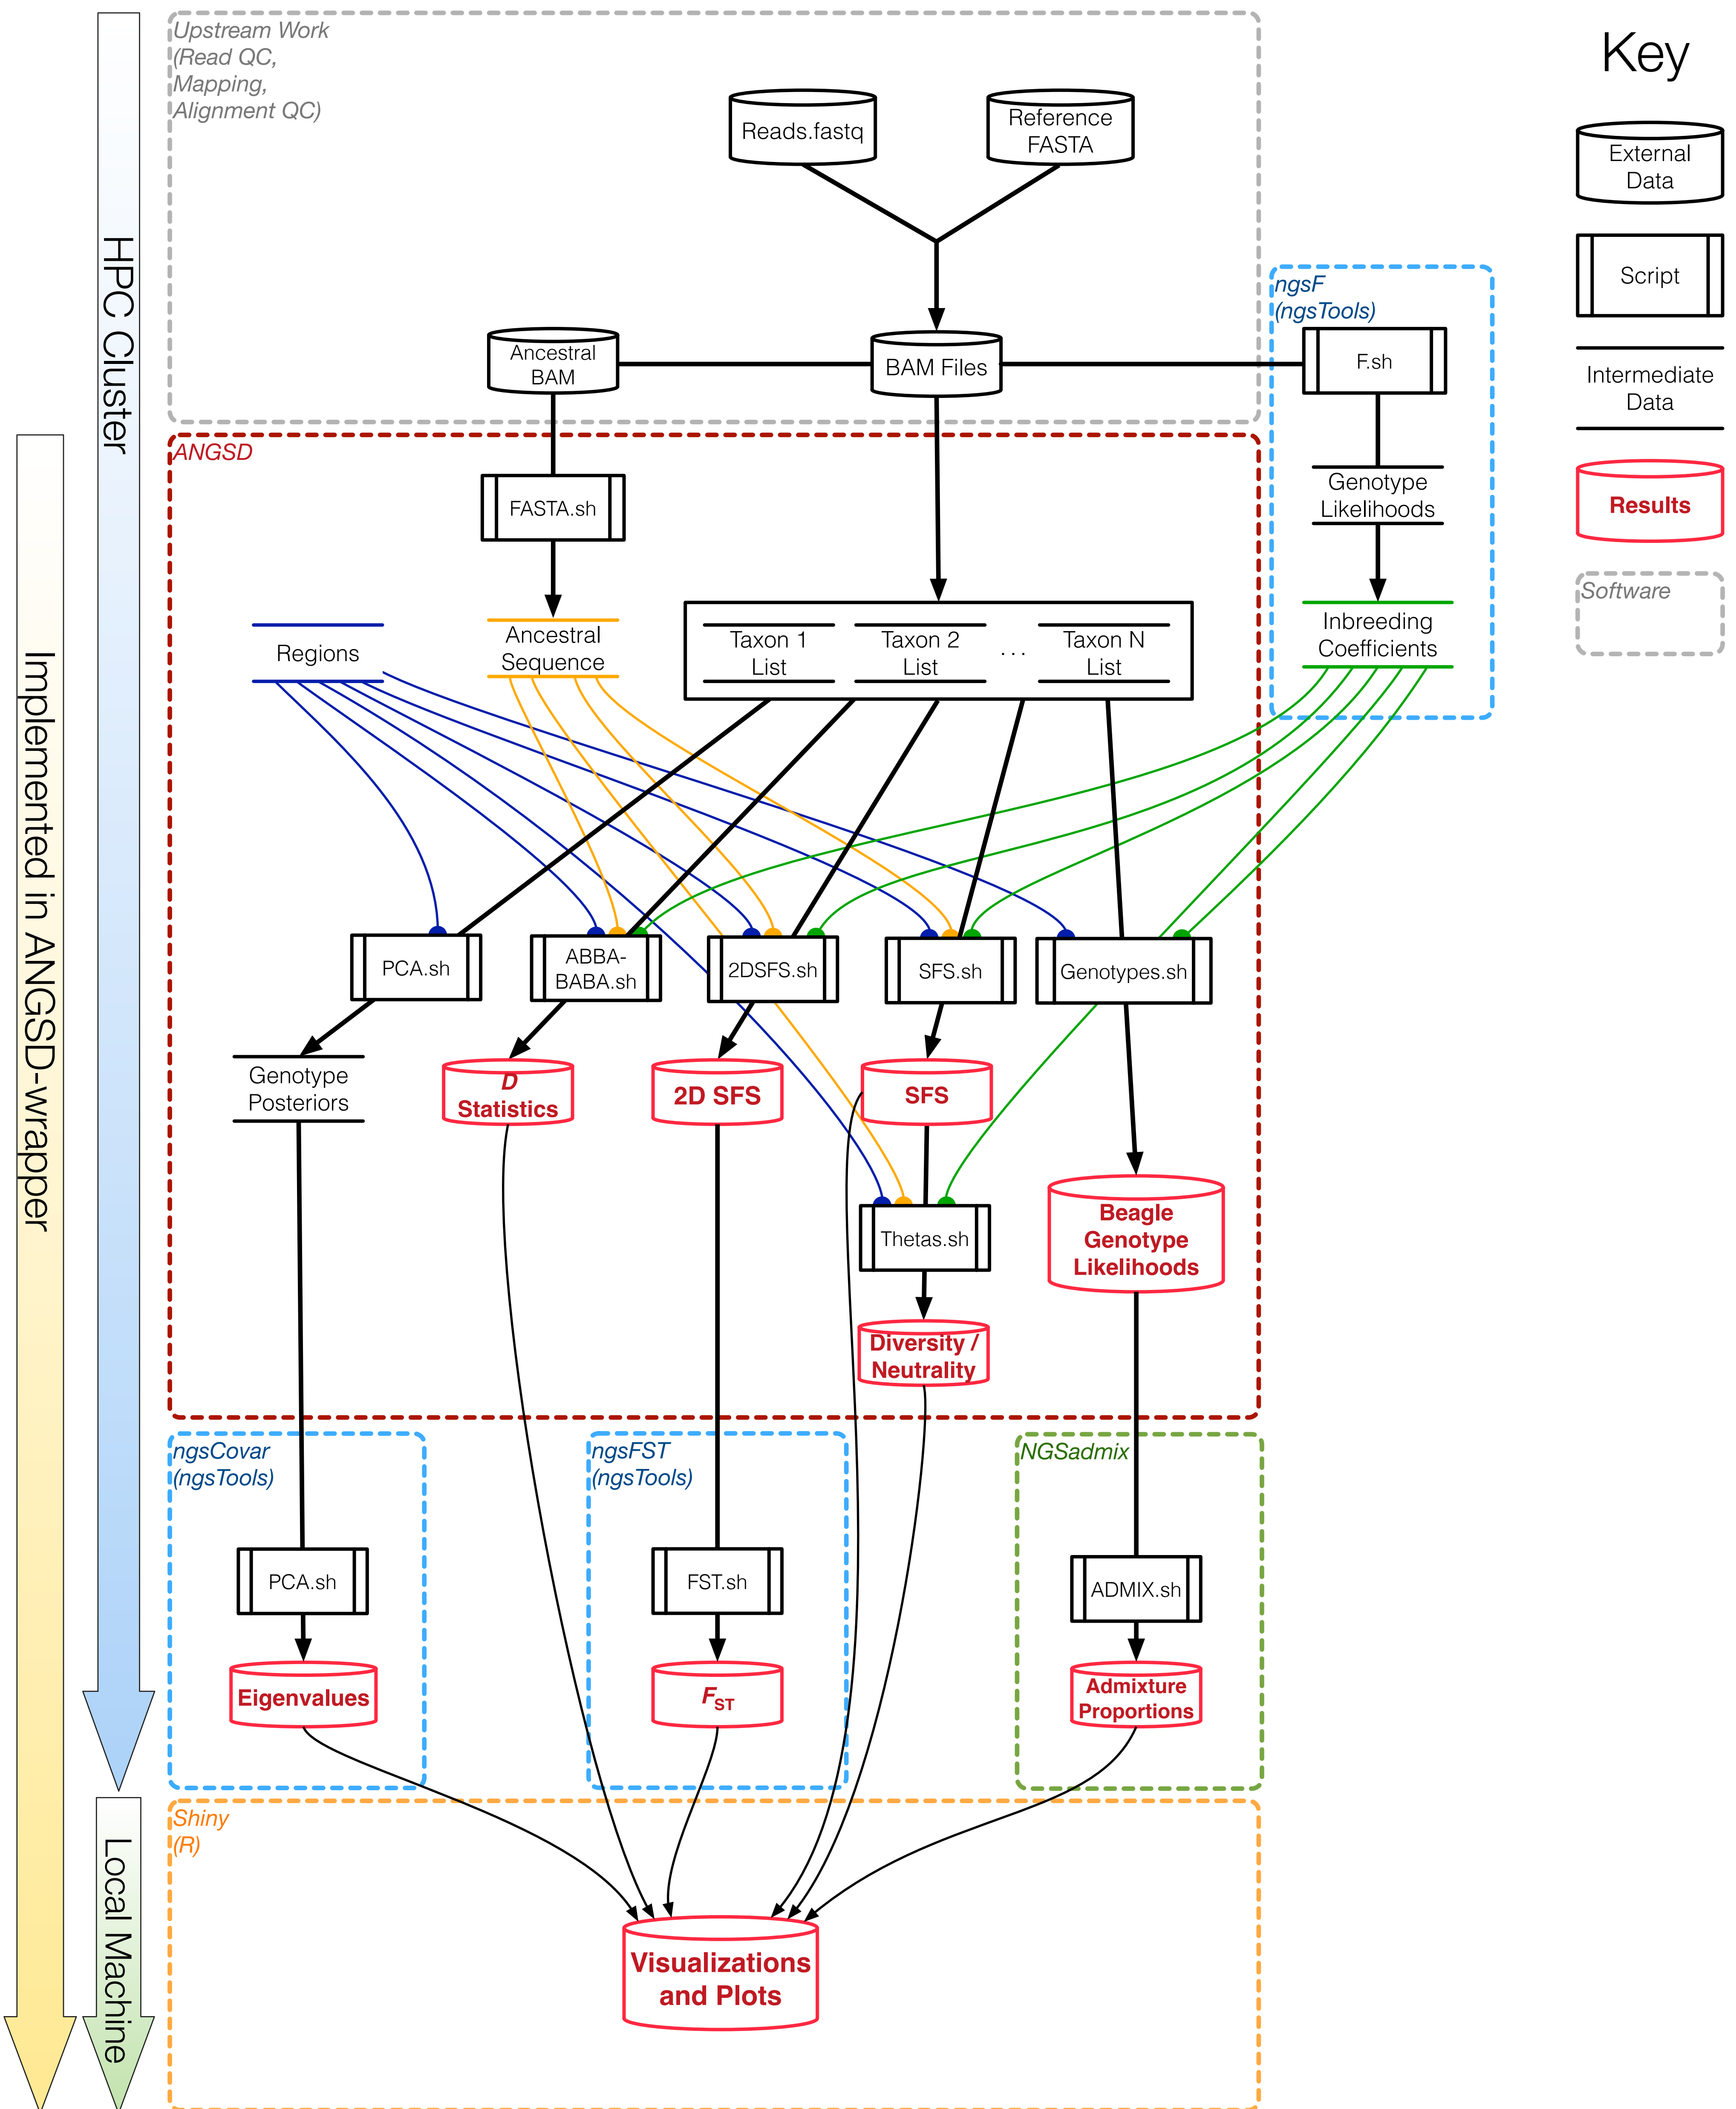 Upstream Work
(Read QC,
Mapping,
Alignment QC)
Key
Reads.fastq
Reference
FASTA
External
Data
Script
HPC Cluster
ngsF
(ngsTools)
Ancestral
BAM
BAM Files
F.sh
Intermediate
Data
ANGSD
FASTA.sh
Genotype
Likelihoods
Results
Software
Implemented in ANGSD-wrapper
Regions
Ancestral
Sequence
Taxon 1
List
Taxon 2
List
...
Taxon N
List
Inbreeding
Coefficients
PCA.sh
ABBA-
BABA.sh
2DSFS.sh
SFS.sh
Genotypes.sh
Genotype
Posteriors
D
Statistics
2D SFS
SFS
Thetas.sh
Beagle
Genotype
Likelihoods
Diversity /
Neutrality
ngsCovar
(ngsTools)
ngsFST
(ngsTools)
NGSadmix
PCA.sh
FST.sh
ADMIX.sh
Eigenvalues
FST
Admixture
Proportions
Shiny
(R)
Local Machine
Visualizations
and Plots